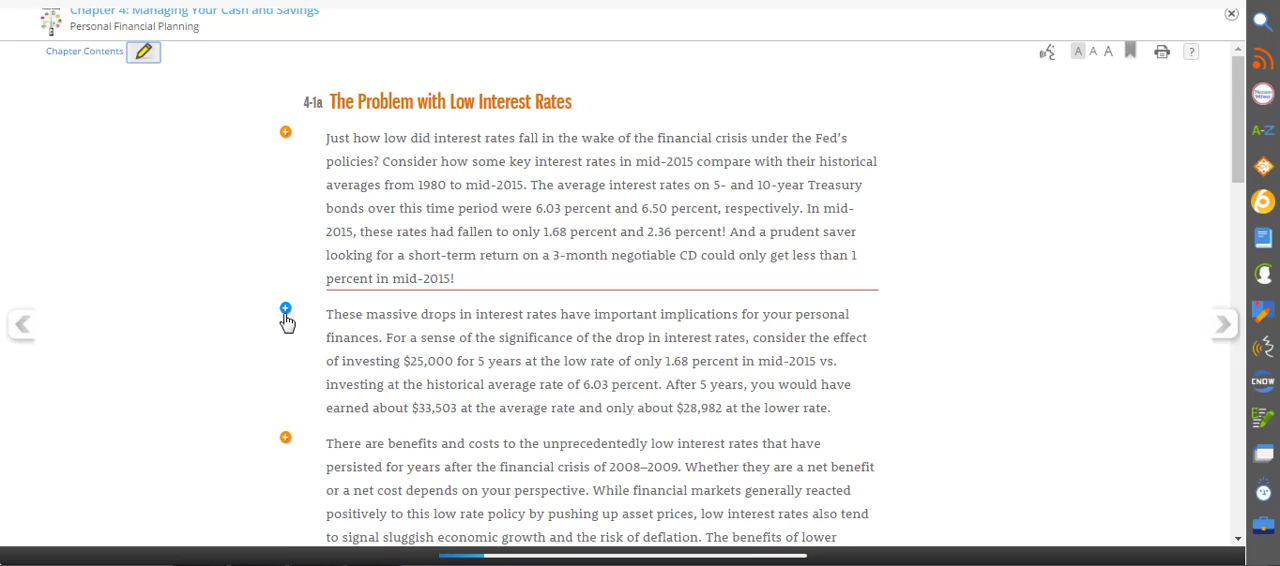 Chapter 4: Managing Your Cash and Savings
Personal Financial Planning
Chapter Contents
A A A
?
4-1a The Problem with Low Interest Rates
Just how low did interest rates fall in the wake of the financial crisis under the Fed's
policies? Consider how some key interest rates in mid-2015 compare with their historical
averages from 1980 to mid-2015. The average interest rates on 5- and 10-year Treasury
bonds over this time period were 6.03 percent and 6.50 percent, respectively. In mid-
2015, these rates had fallen to only 1.68 percent and 2.36 percent! And a prudent saver
looking for a short-term return on a 3-month negotiable CD could only get less than 1
percent in mid-2015!
These massive drops in interest rates have important implications for your personal
finances. For a sense of the significance of the drop in interest rates, consider the effect
of investing $25,000 for 5 years at the low rate of only 1.68 percent in mid-2015 vs.
investing at the historical average rate of 6.03 percent. After 5 years, you would have
earned about $33,503 at the average rate and only about $28,982 at the lower rate.
There are benefits and costs to the unprecedentedly low interest rates that have
persisted for years after the financial crisis of 2008–2009. Whether they are a net benefit
or a net cost depends on your perspective. While financial markets generally reacted
positively to this low rate policy by pushing up asset prices, low interest rates also tend
to signal sluggish economic growth and the risk of deflation. The benefits of lower
A-Z
CNOW